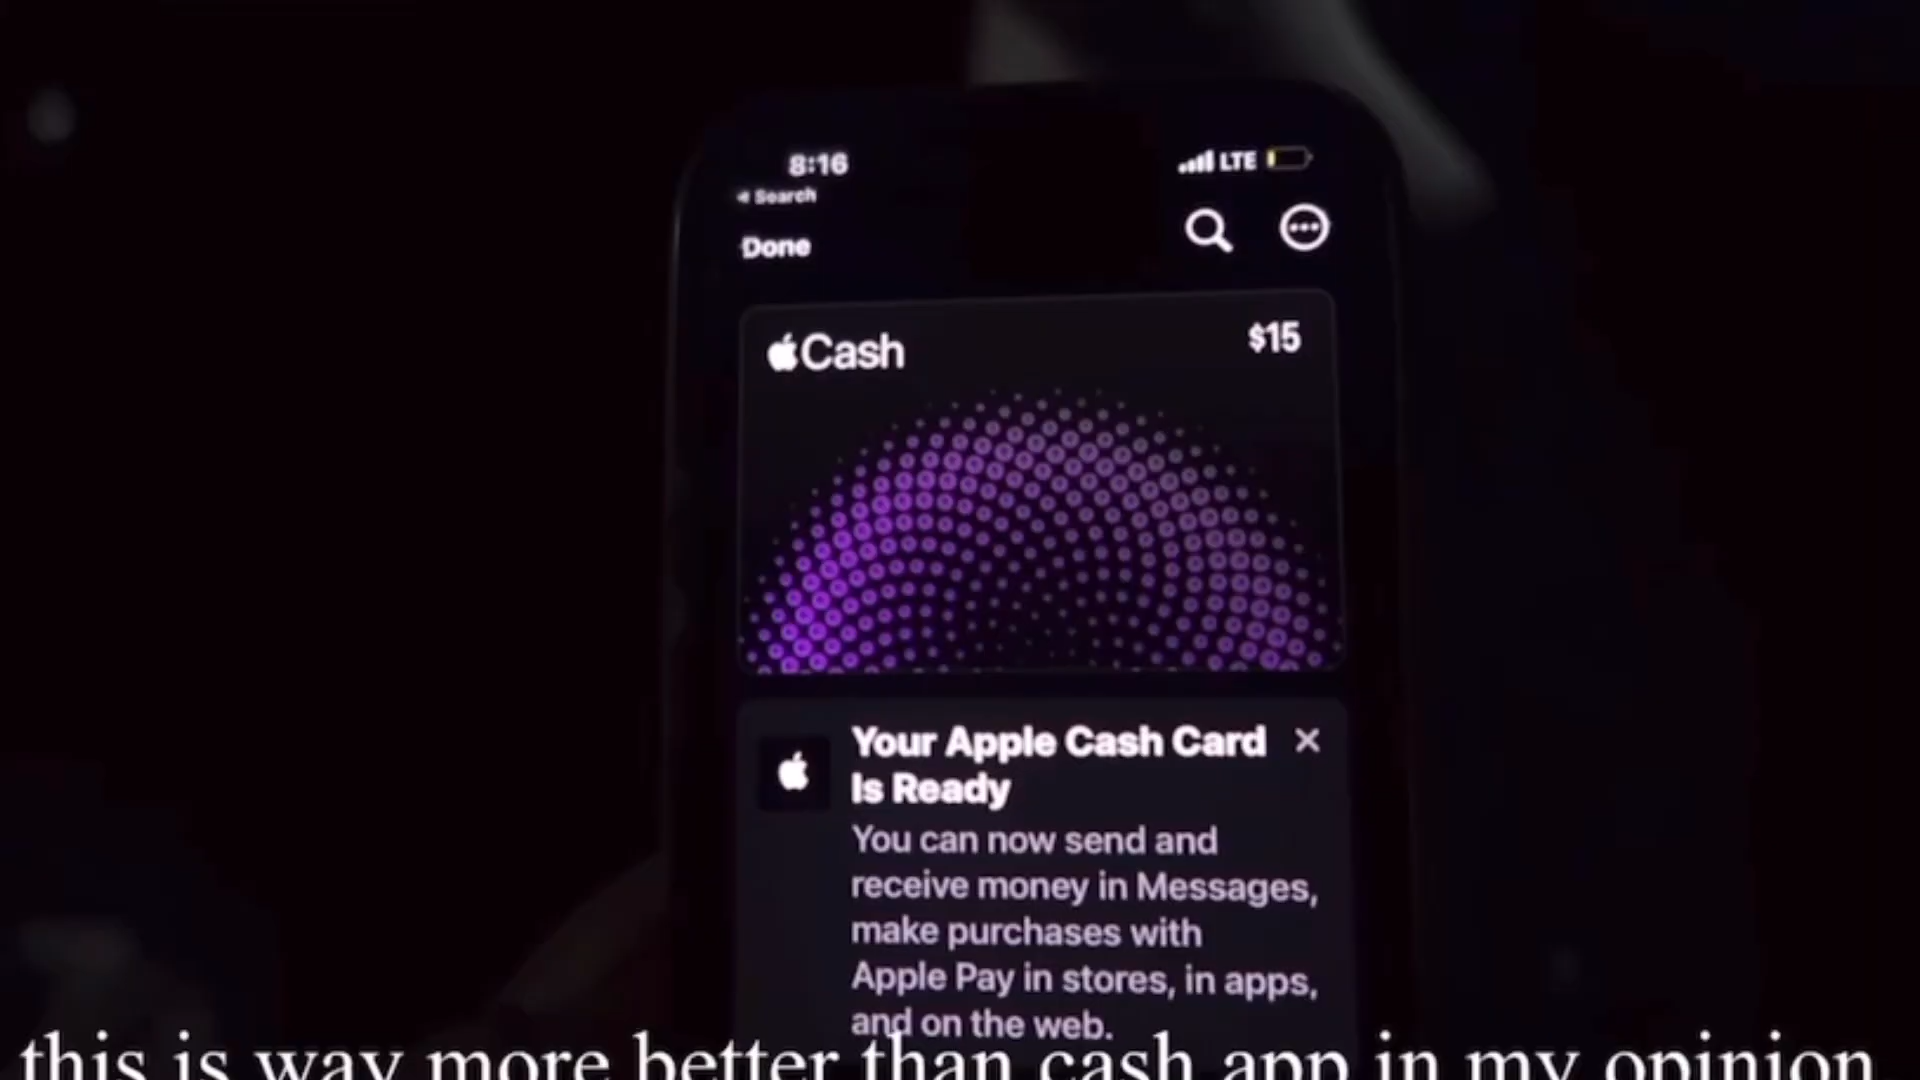 8:16
LTE
◂ Search
Done
Cash
$15
Your Apple Cash Card
Is Ready
You can now send and
receive money in Messages,
make purchases with
Apple Pay in stores, in apps,
and on the web.
this is way more better than cash app in my opinion